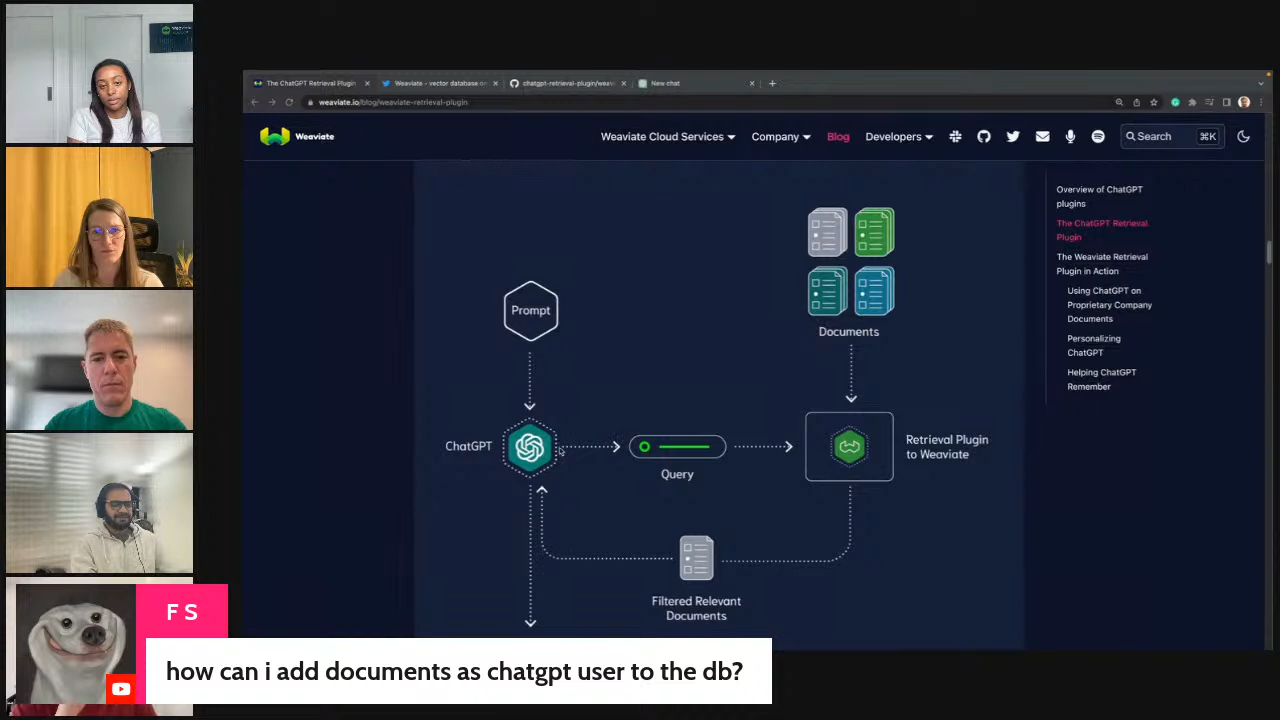 The ChatGPT Retrieval Plugin
Weaviate - vector database on
chatgpt-retrieval-plugin/weav
New chat
weaviate.io/blog/weaviate-retrieval-plugin
Weaviate
Weaviate Cloud Services
Company
Blog
Developers
Search
⌘K
Overview of ChatGPT
plugins
The ChatGPT Retrieval
Plugin
The Weaviate Retrieval
Plugin in Action
Using ChatGPT on
Proprietary Company
Documents
Personalizing
ChatGPT
Helping ChatGPT
Remember
Prompt
Documents
ChatGPT
Query
Retrieval Plugin
to Weaviate
Filtered Relevant
Documents
F S
how can i add documents as chatgpt user to the db?